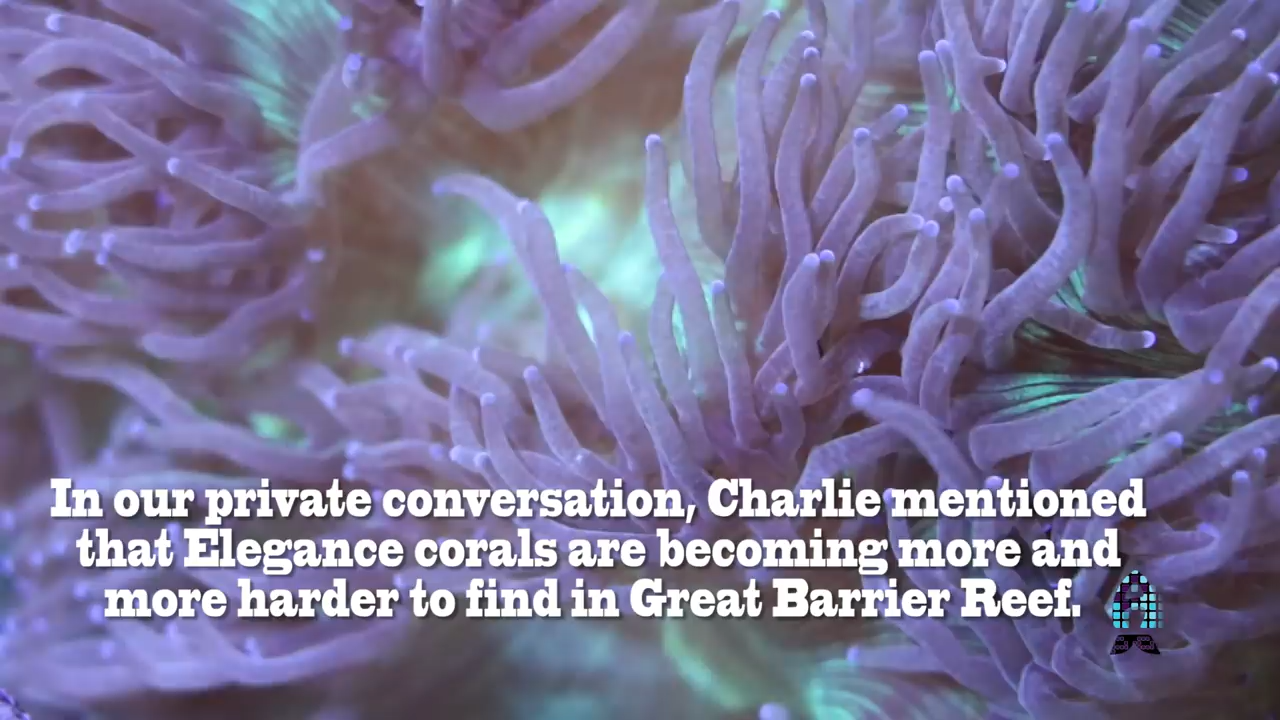 In our private conversation, Charlie mentioned
that Elegance corals are becoming more and
more harder to find in Great Barrier Reef.